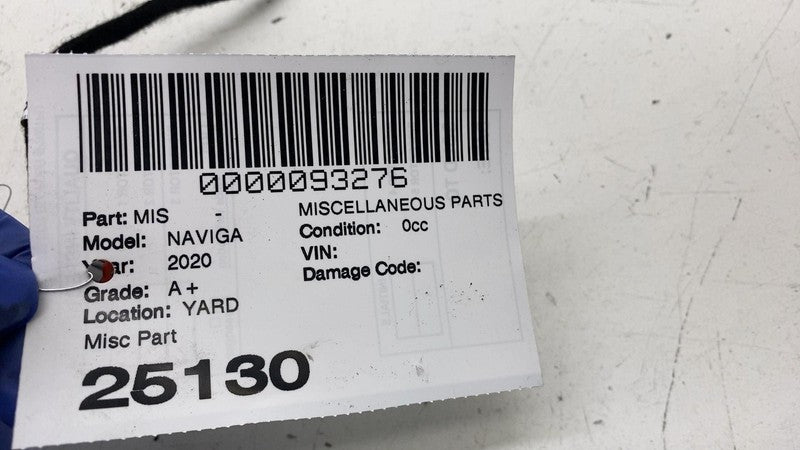 0000093276
Part: MIS - MISCELLANEOUS PARTS
Model: NAVIGA Condition: 0cc
Year: 2020 VIN:
Grade: A+ Damage Code:
Location: YARD
Misc Part
25130